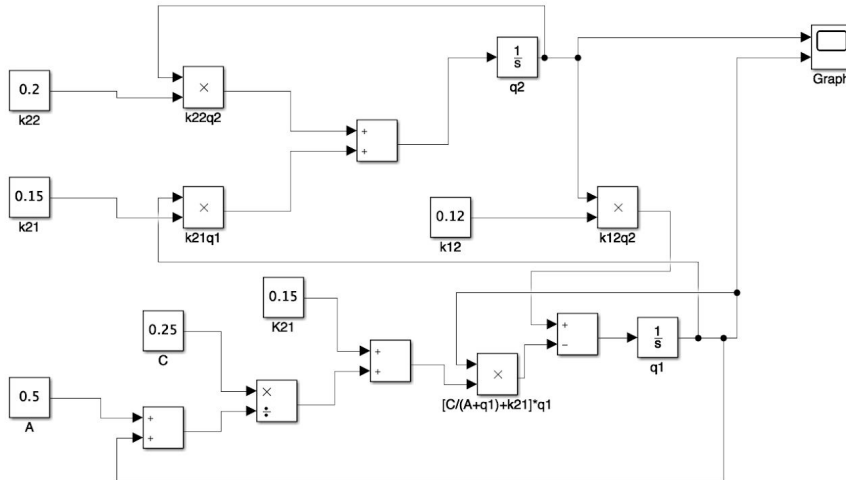 1/s
q2
Graph
0.2
k22
×
k22q2
+
+
0.15
k21
×
k21q1
0.12
k12
×
k12q2
0.15
K21
0.25
C
+
+
×
[C/(A+q1)+k21]*q1
+
−
1/s
q1
0.5
A
+
+
×
÷